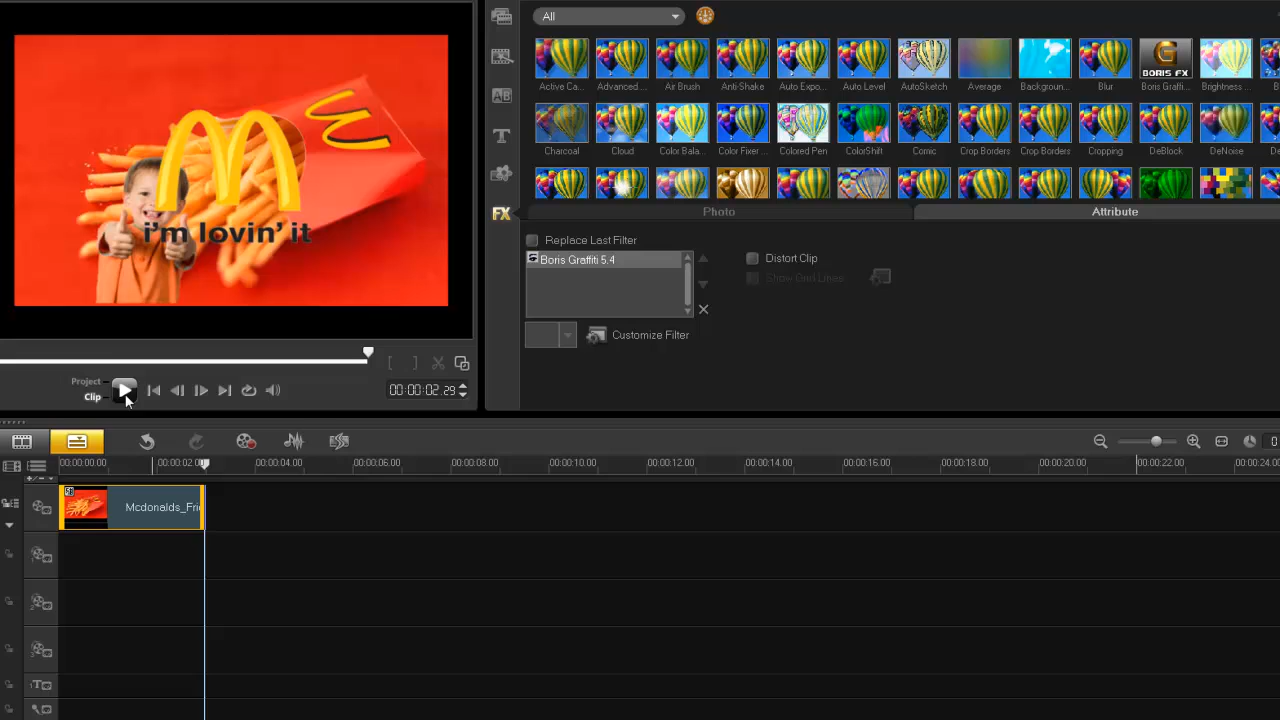 All
Active Ca...
Advanced...
Air Brush
Anti-Shake
Auto Expo...
Auto Level
AutoSketch
Average
Backgroun...
Blur
BORIS FX
Boris Graffi...
Brightness ...
B...
Charcoal
Cloud
Color Bala...
Color Fixer ...
Colored Pen
ColorShift
Comic
Crop Borders
Crop Borders
Cropping
DeBlock
DeNoise
De...
i'm lovin' it
FX
Photo
Attribute
Replace Last Filter
Boris Graffiti 5.4
Distort Clip
Show Grid Lines
Customize Filter
Project
Clip
00:00:02.29
00:00:00.00
00:00:02.00
00:00:04.00
00:00:06.00
00:00:08.00
00:00:10.00
00:00:12.00
00:00:14.00
00:00:16.00
00:00:18.00
00:00:20.00
00:00:22.00
00:00:24.00
Mcdonalds_Fri